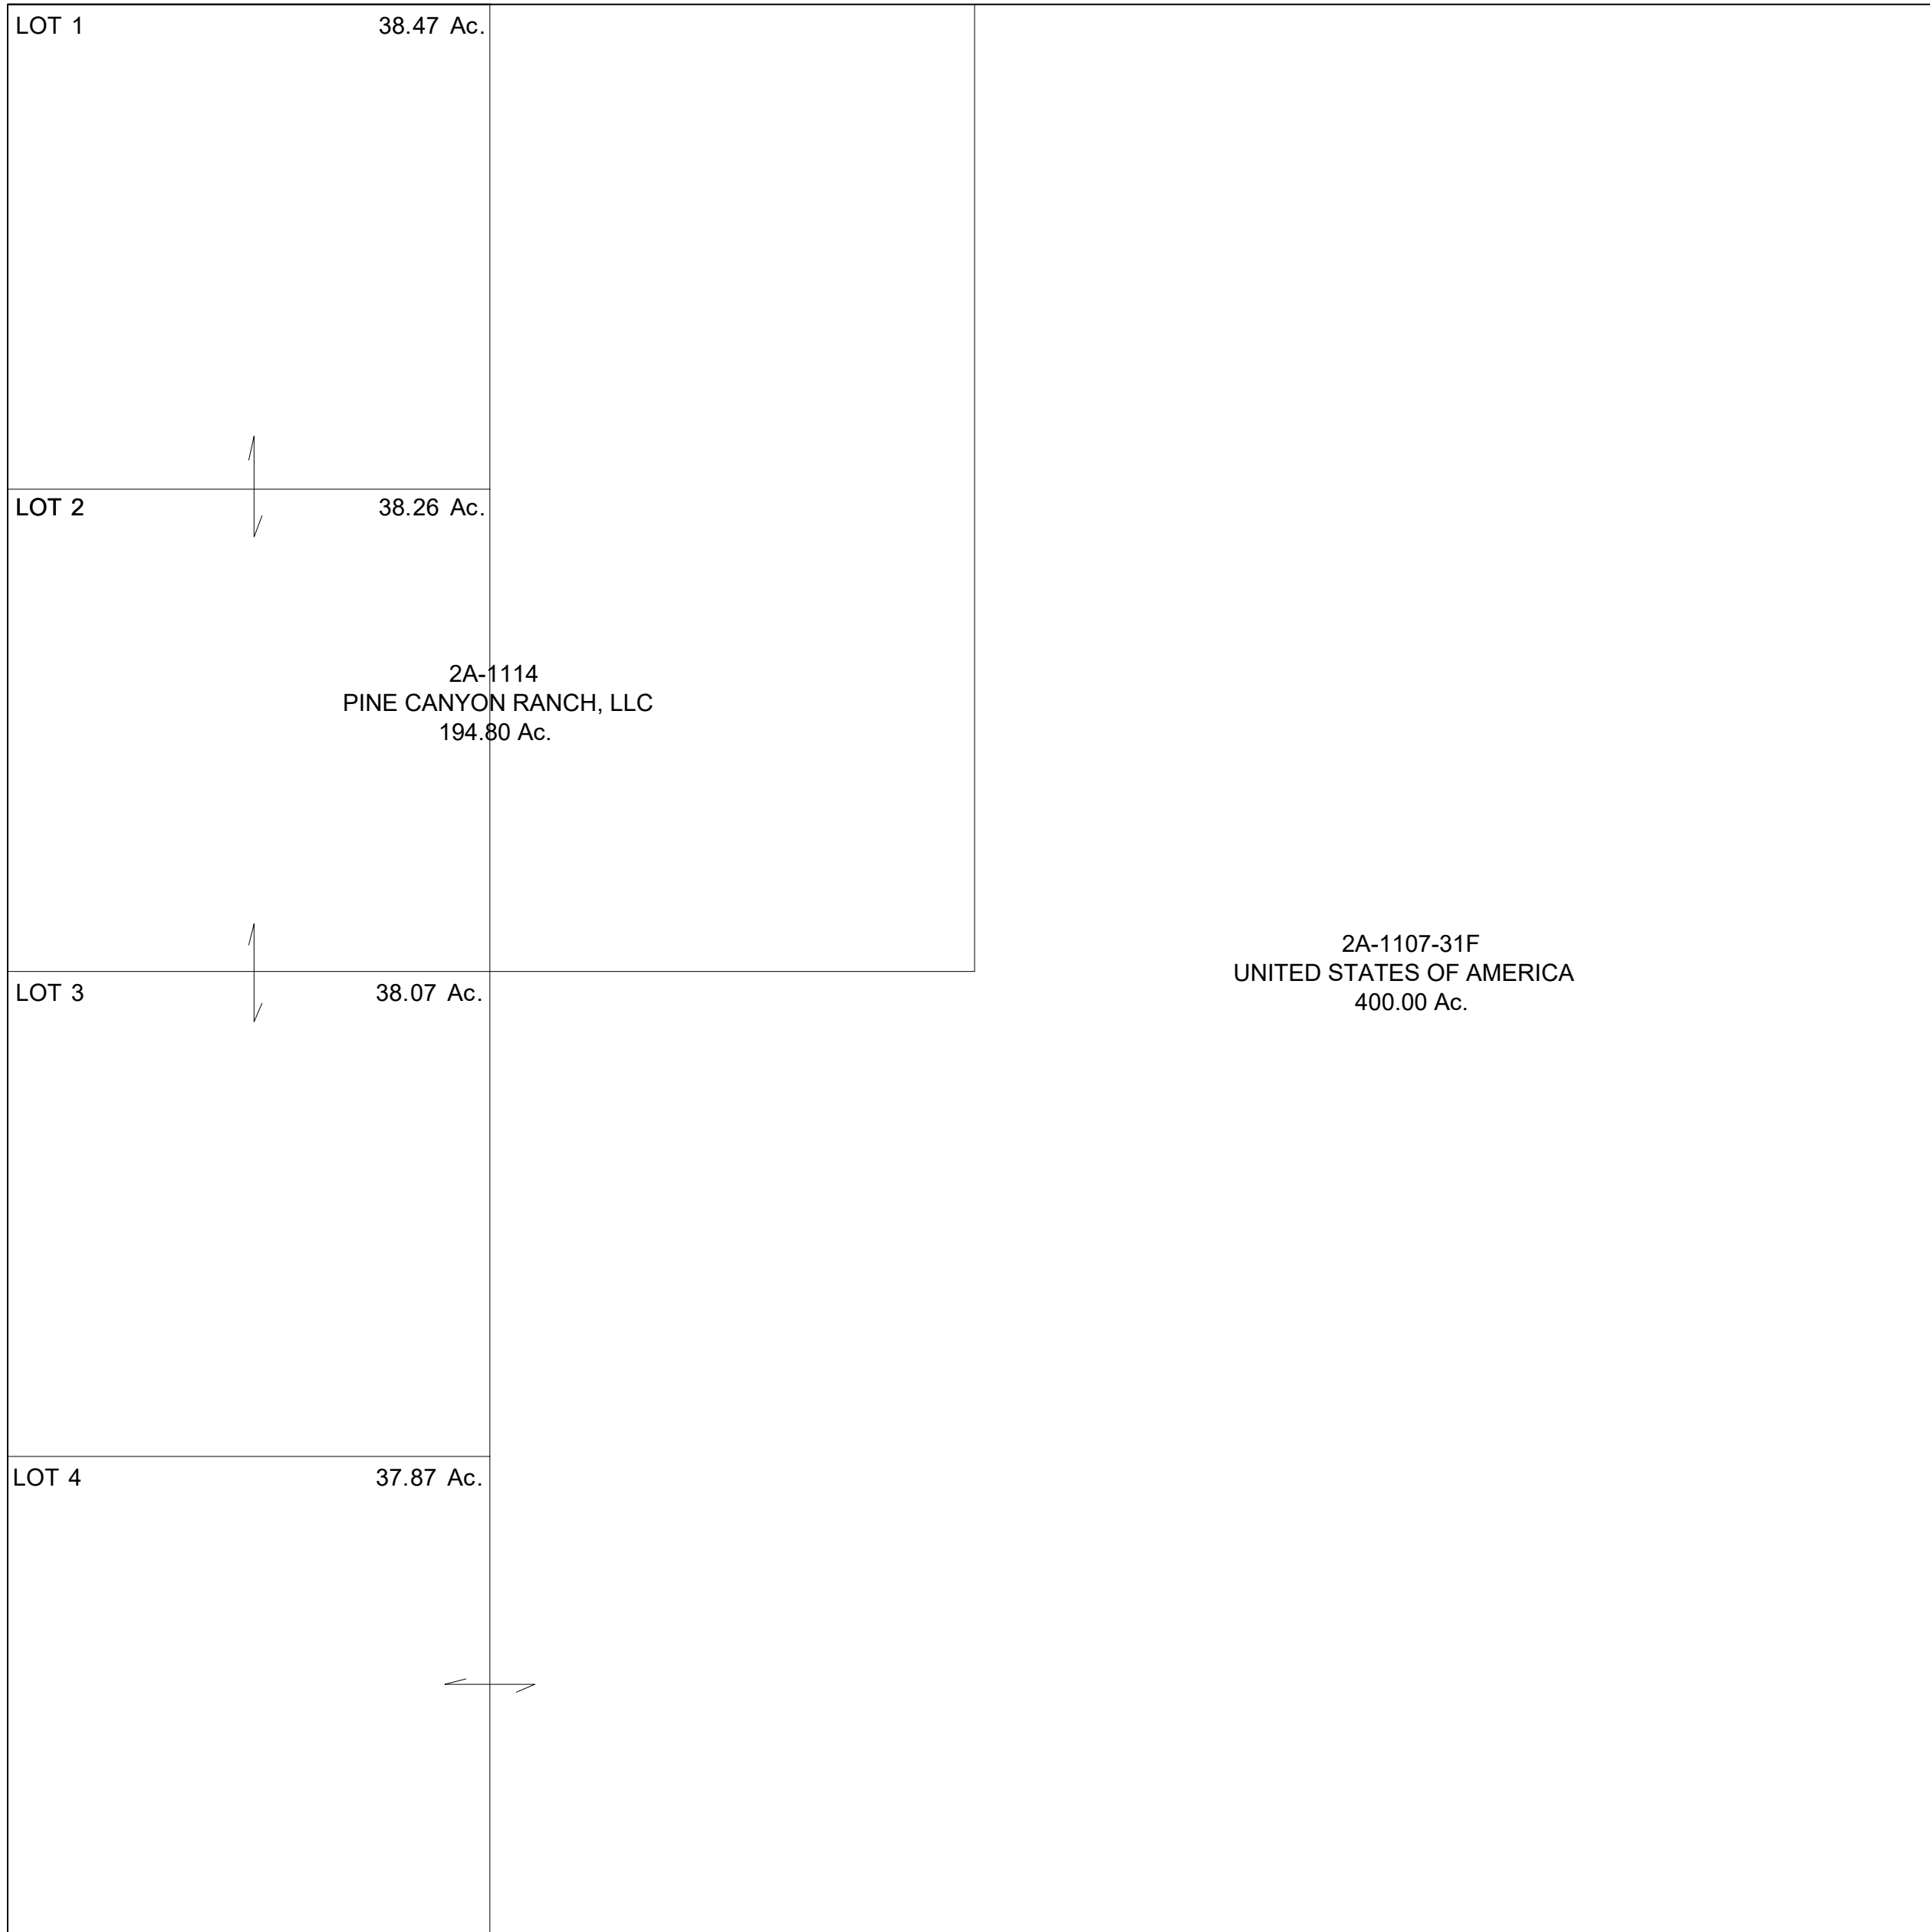 LOT 1 38.47 Ac.
LOT 2 38.26 Ac.
2A-1114
PINE CANYON RANCH, LLC
194.80 Ac.
2A-1107-31F
UNITED STATES OF AMERICA
400.00 Ac.
LOT 3 38.07 Ac.
LOT 4 37.87 Ac.